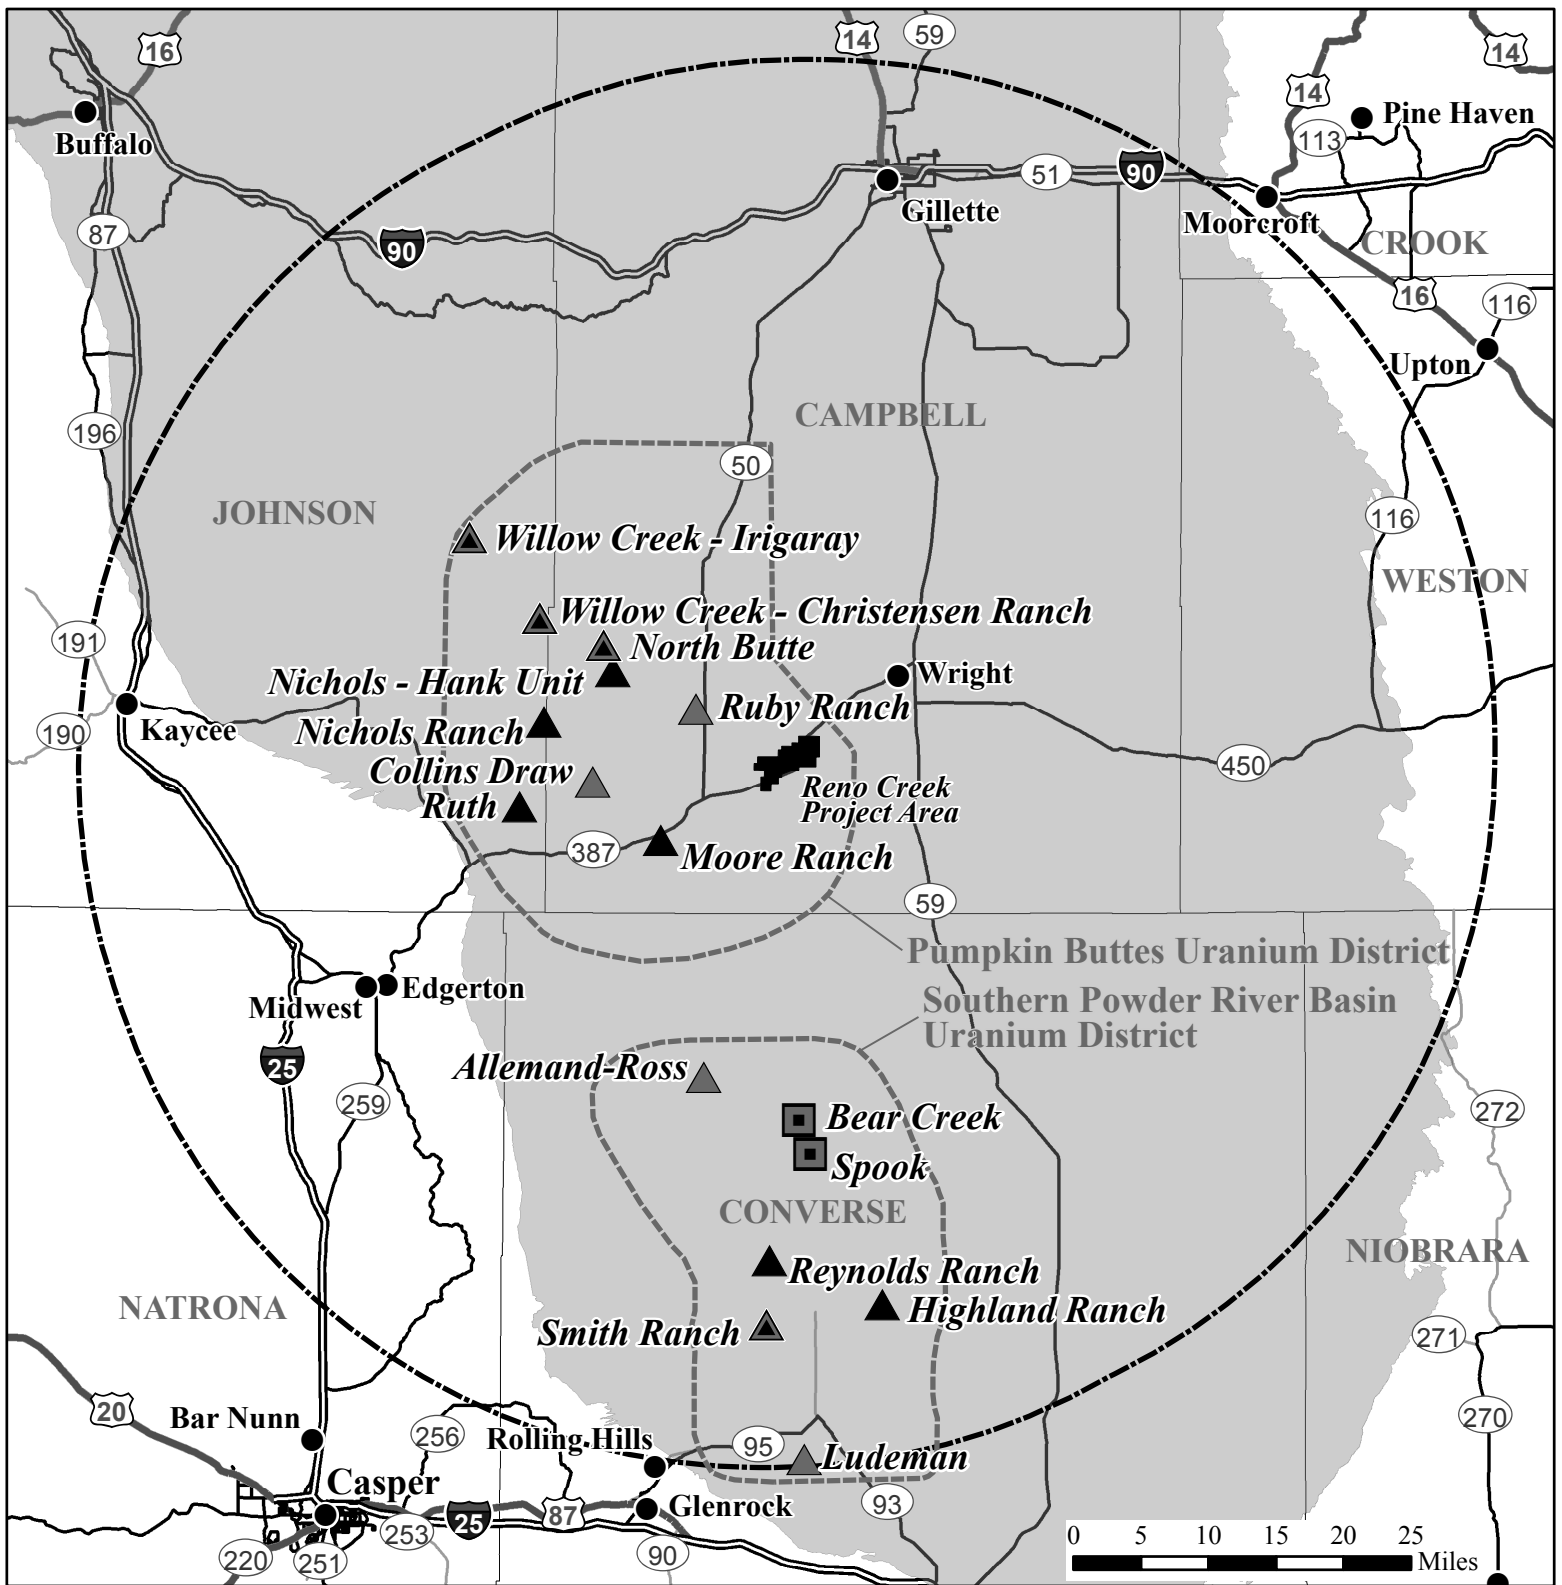 16
14
59
14
14
Buffalo
Pine Haven
113
51
90
Gillette
Moorcroft
87
90
CROOK
16
116
Upton
CAMPBELL
196
50
JOHNSON
116
Willow Creek - Irigaray
WESTON
Willow Creek - Christensen Ranch
191
North Butte
Nichols - Hank Unit
Wright
Ruby Ranch
190
Kaycee
Nichols Ranch
Collins Draw
450
Reno Creek
Project Area
Ruth
387
Moore Ranch
59
Pumpkin Buttes Uranium District
Edgerton
Midwest
Southern Powder River Basin
Uranium District
25
Allemand-Ross
259
272
Bear Creek
Spook
CONVERSE
NIOBRARA
Reynolds Ranch
NATRONA
Highland Ranch
Smith Ranch
271
20
Bar Nunn
256
Rolling Hills
95
270
Ludeman
Casper
Glenrock
93
25
87
253
220
251
90
0 5 10 15 20 25
Miles